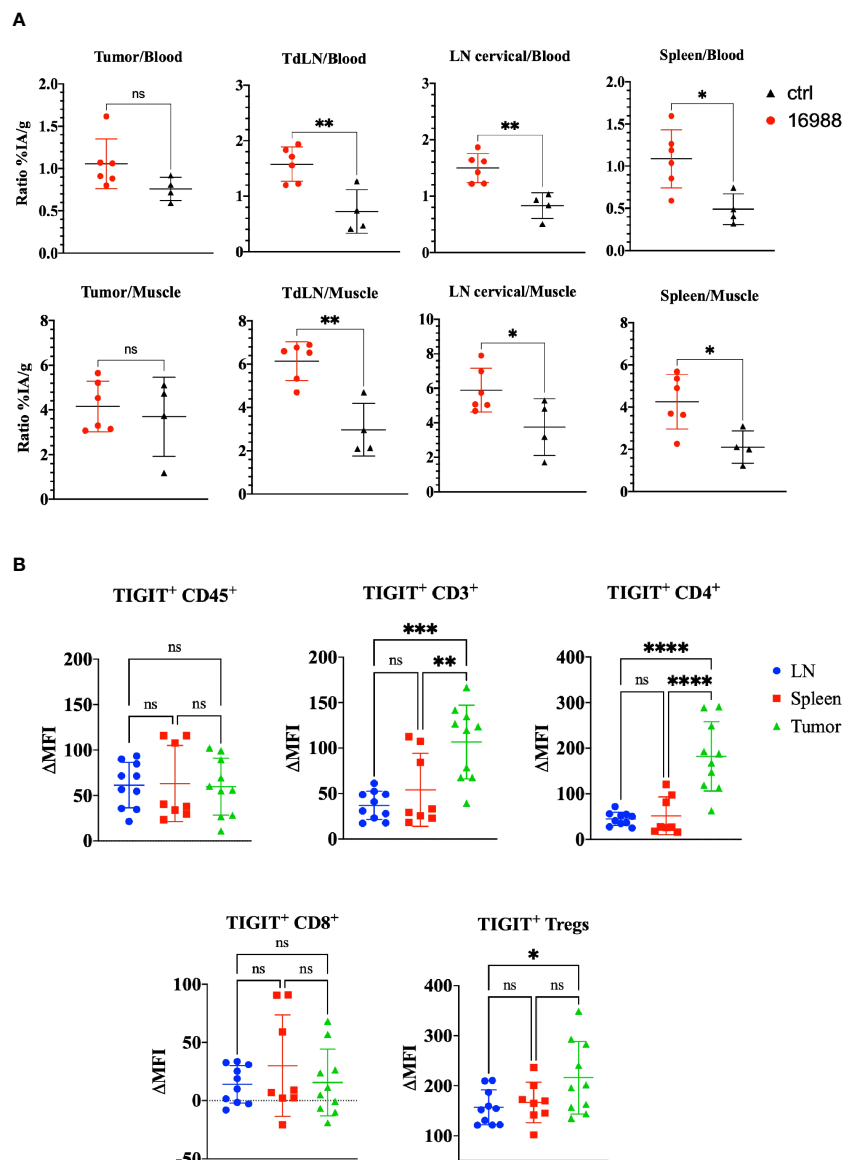 A
Tumor/Blood
TdLN/Blood
LN cervical/Blood
Spleen/Blood
ctrl
16988
Ratio %IA/g
2.0
1.5
1.0
0.5
0.0
ns
3
2
1
0
**
3
2
1
0
**
2.0
1.5
1.0
0.5
0.0
*
Tumor/Muscle
TdLN/Muscle
LN cervical/Muscle
Spleen/Muscle
Ratio %IA/g
8
6
4
2
0
ns
8
6
4
2
0
**
10
8
6
4
2
0
*
8
6
4
2
0
*
B
TIGIT⁺ CD45⁺
TIGIT⁺ CD3⁺
TIGIT⁺ CD4⁺
LN
Spleen
Tumor
ΔMFI
200
150
100
50
0
ns
ns
ns
ΔMFI
200
150
100
50
0
***
ns
**
ΔMFI
400
300
200
100
0
****
ns
****
TIGIT⁺ CD8⁺
TIGIT⁺ Tregs
ΔMFI
100
50
0
-50
ns
ns
ns
ΔMFI
400
300
200
100
*
ns
ns